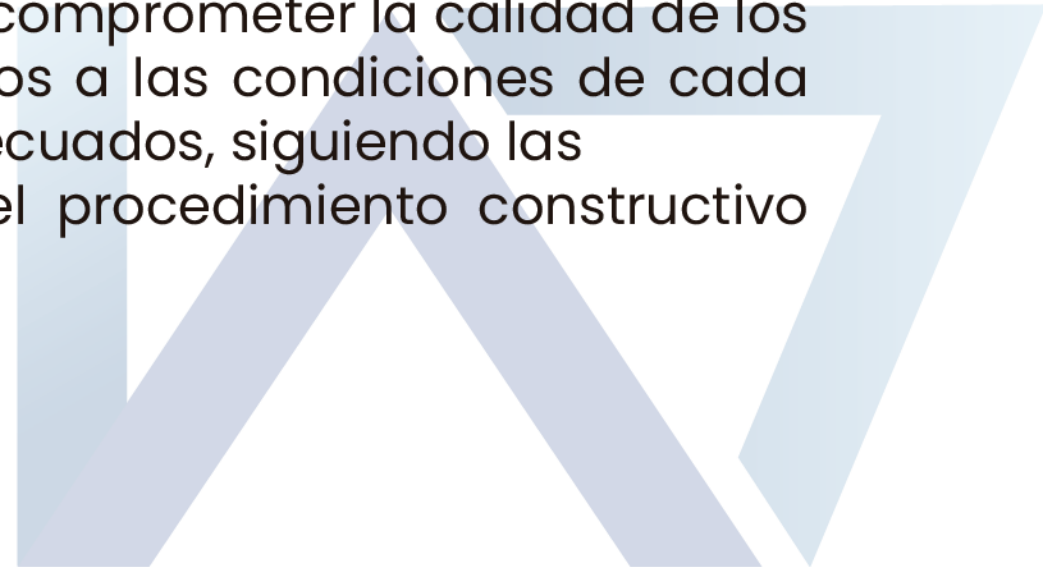 comprometer la calidad de los
os a las condiciones de cada
ecuados, siguiendo las
el procedimiento constructivo